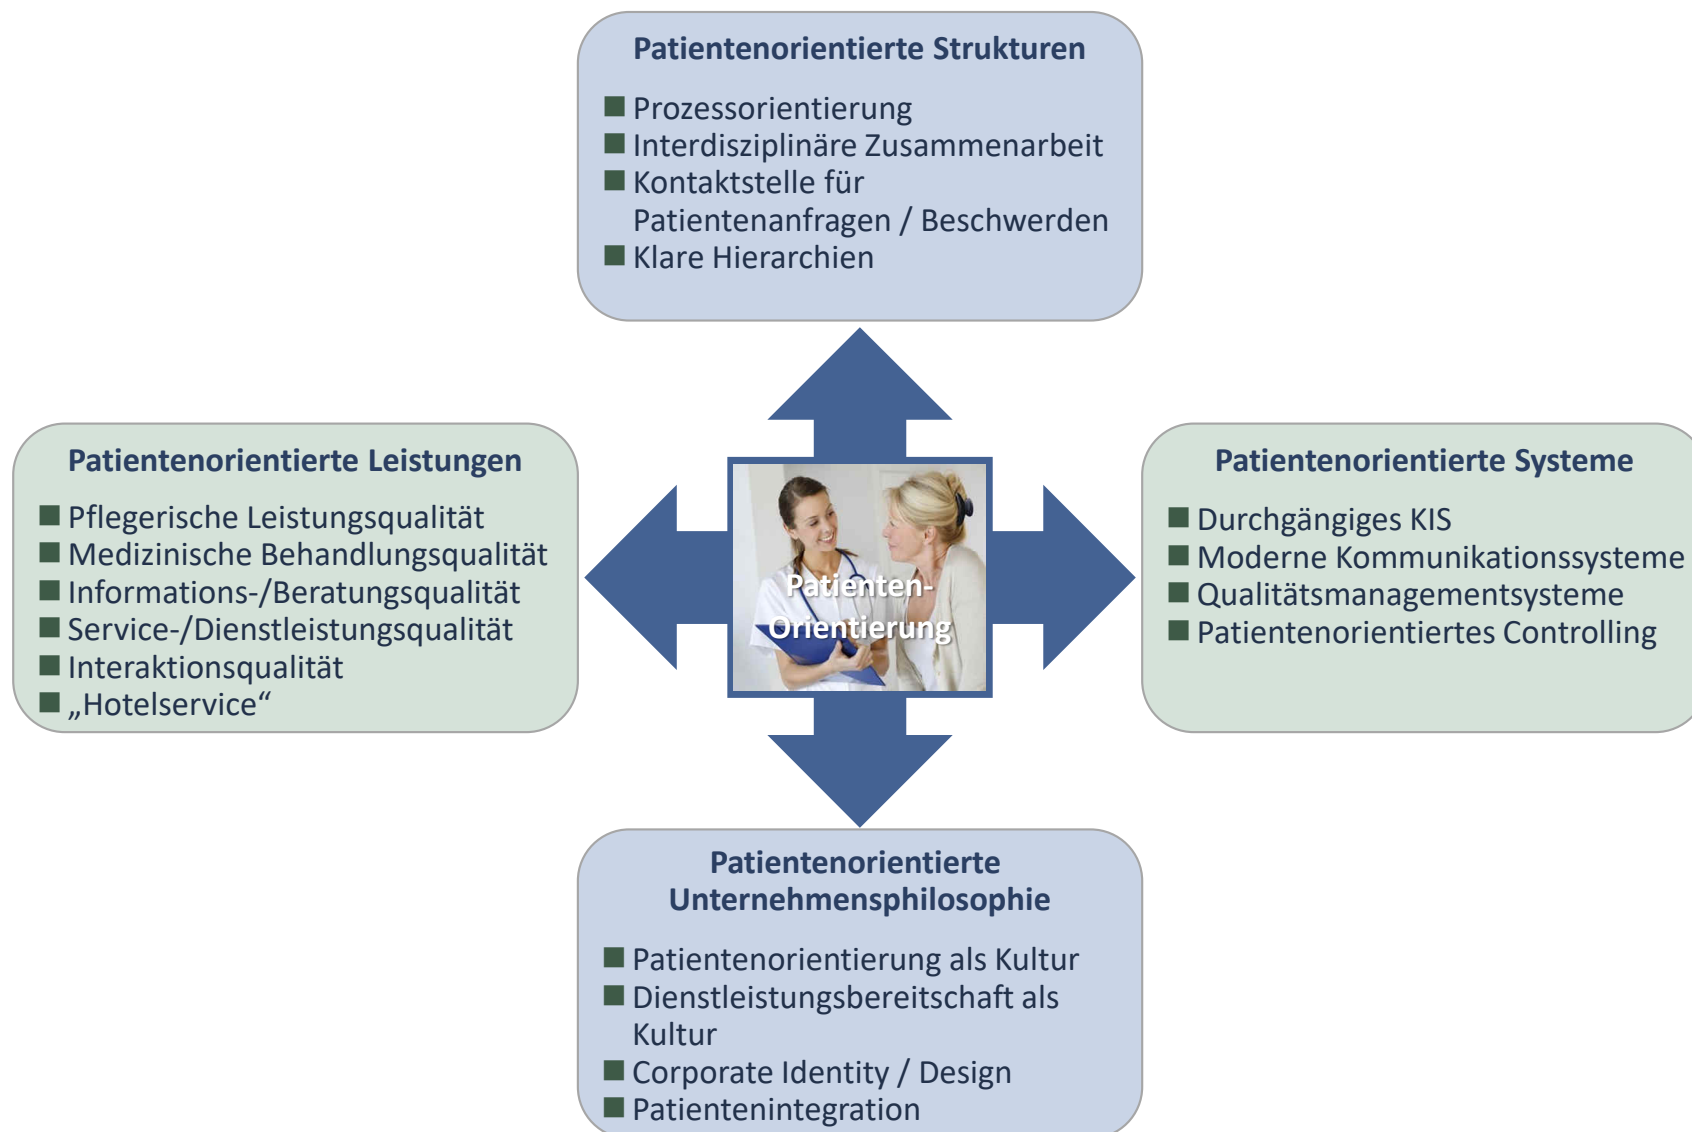 Patientenorientierte Strukturen
■ Prozessorientierung
■ Interdisziplinäre Zusammenarbeit
■ Kontaktstelle für
Patientenanfragen / Beschwerden
■ Klare Hierarchien
Patientenorientierte Leistungen
■ Pflegerische Leistungsqualität
■ Medizinische Behandlungsqualität
■ Informations-/Beratungsqualität
■ Service-/Dienstleistungsqualität
■ Interaktionsqualität
■ „Hotelservice“
Patienten-
Orientierung
Patientenorientierte Systeme
■ Durchgängiges KIS
■ Moderne Kommunikationssysteme
■ Qualitätsmanagementsysteme
■ Patientenorientiertes Controlling
Patientenorientierte
Unternehmensphilosophie
■ Patientenorientierung als Kultur
■ Dienstleistungsbereitschaft als
Kultur
■ Corporate Identity / Design
■ Patientenintegration